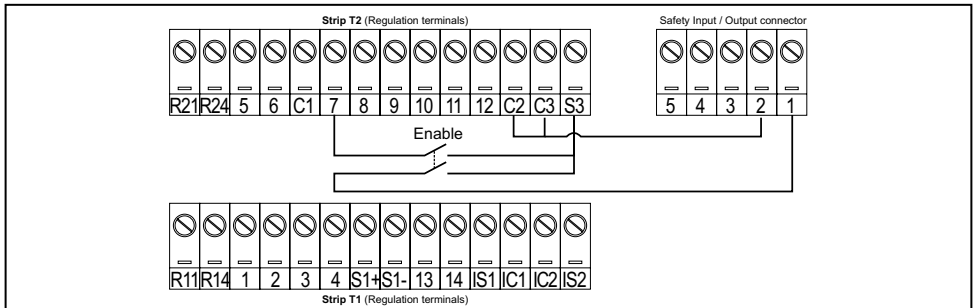 Strip T2 (Regulation terminals)
Safety Input / Output connector
R21 R24 5 6 C1 7 8 9 10 11 12 C2 C3 S3
5 4 3 2 1
Enable
R11 R14 1 2 3 4 S1+ S1- 13 14 IS1 IC1 IC2 IS2
Strip T1 (Regulation terminals)